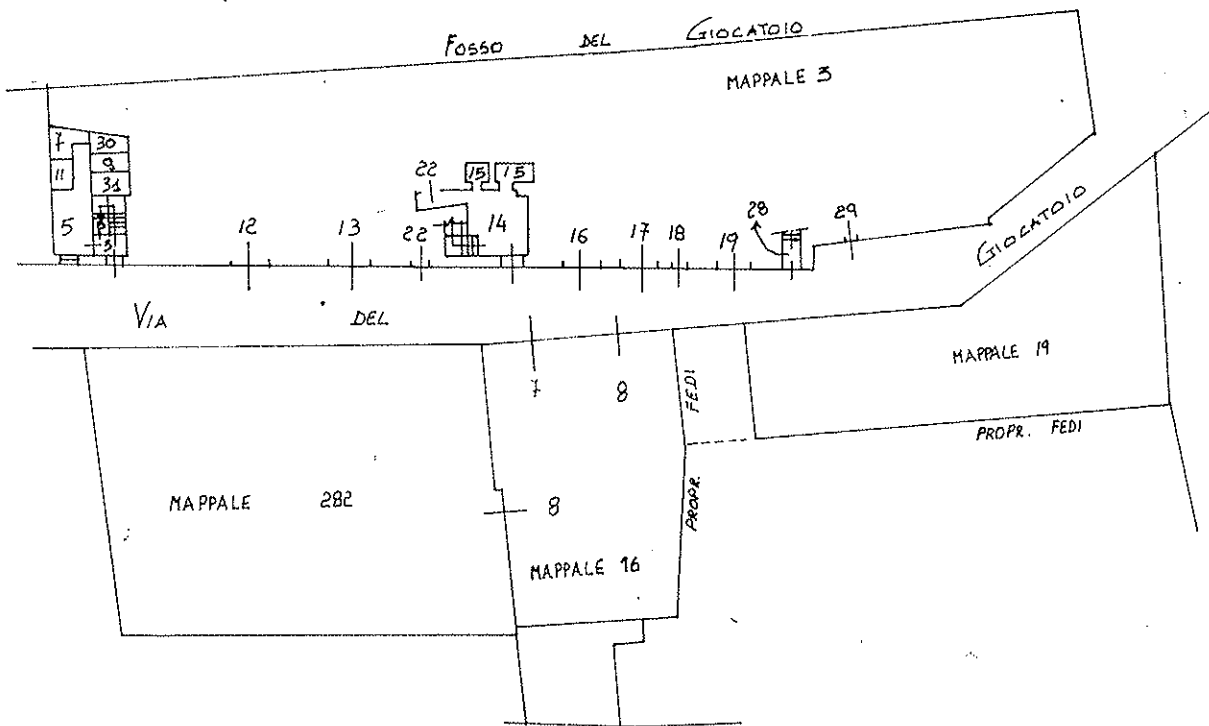 FOSSO DEL GIOCATOIO
MAPPALE 3
7 30
9
11 31
5
3
22
15 15
14
12 13 22 16 17 18 19 28 29
GIOCATOIO
VIA DEL
7 8
FEDI
PROPR.
MAPPALE 19
PROPR. FEDI
MAPPALE 282
8
MAPPALE 16